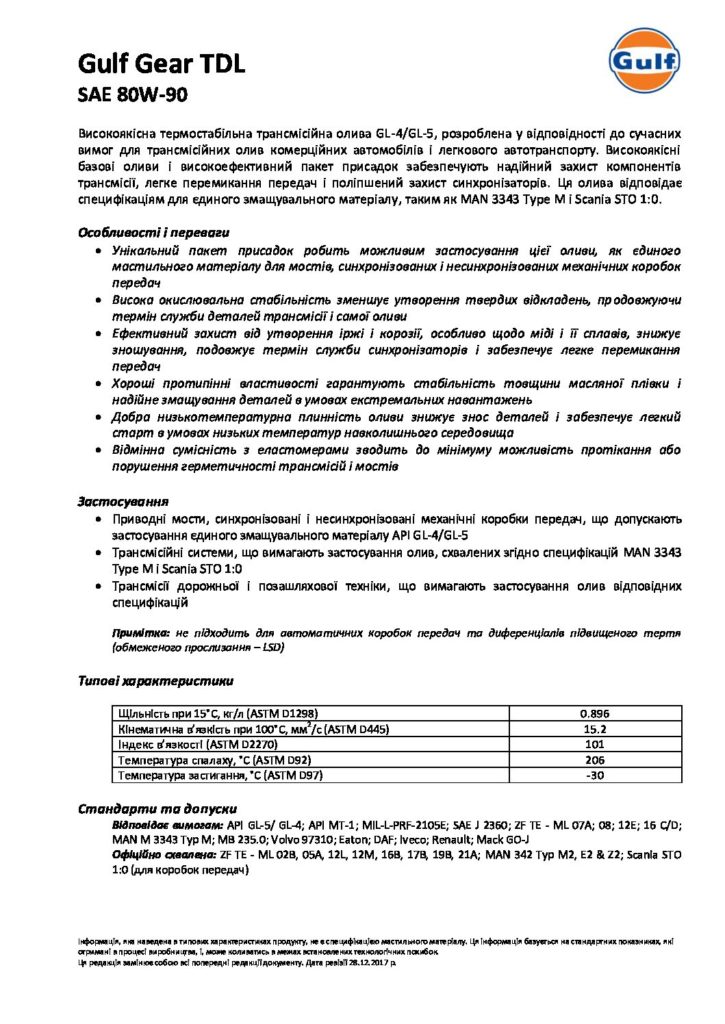 Gulf Gear TDL
SAE 80W-90
Gulf
Високоякісна термостабільна трансмісійна олива GL-4/GL-5, розроблена у відповідності до сучасних
вимог для трансмісійних олив комерційних автомобілів і легкового автотранспорту. Високоякісні
базові оливи і високоефективний пакет присадок забезпечують надійний захист компонентів
трансмісії, легке перемикання передач і поліпшений захист синхронізаторів. Ця олива відповідає
специфікаціям для єдиного змащувального матеріалу, таким як MAN 3343 Type M і Scania STO 1:0.
Особливості і переваги
• Унікальний пакет присадок робить можливим застосування цієї оливи, як єдиного
мастильного матеріалу для мостів, синхронізованих і несинхронізованих механічних коробок
передач
• Висока окислювальна стабільність зменшує утворення твердих відкладень, продовжуючи
термін служби деталей трансмісії і самої оливи
• Ефективний захист від утворення іржі і корозії, особливо щодо міді і її сплавів, знижує
зношування, подовжує термін служби синхронізаторів і забезпечує легке перемикання
передач
• Хороші протипінні властивості гарантують стабільність товщини масляної плівки і
надійне змащування деталей в умовах екстремальних навантажень
• Добра низькотемпературна плинність оливи знижує знос деталей і забезпечує легкий
старт в умовах низьких температур навколишнього середовища
• Відмінна сумісність з еластомерами зводить до мінімуму можливість протікання або
порушення герметичності трансмісій і мостів
Застосування
• Приводні мости, синхронізовані і несинхронізовані механічні коробки передач, що допускають
застосування єдиного змащувального матеріалу API GL-4/GL-5
• Трансмісійні системи, що вимагають застосування олив, схвалених згідно специфікацій MAN 3343
Type M і Scania STO 1:0
• Трансмісії дорожньої і позашляхової техніки, що вимагають застосування олив відповідних
специфікацій
Примітка: не підходить для автоматичних коробок передач та диференціалів підвищеного тертя
(обмеженого прослизання – LSD)
Типові характеристики
Щільність при 15°C, кг/л (ASTM D1298) 0.896
Кінематична в'язкість при 100°C, мм²/с (ASTM D445) 15.2
Індекс в'язкості (ASTM D2270) 101
Температура спалаху, °C (ASTM D92) 206
Температура застигання, °C (ASTM D97) -30
Стандарти та допуски
Відповідає вимогам: API GL-5/ GL-4; API MT-1; MIL-L-PRF-2105E; SAE J 2360; ZF TE - ML 07A; 08; 12E; 16 C/D;
MAN M 3343 Typ M; MB 235.0; Volvo 97310; Eaton; DAF; Iveco; Renault; Mack GO-J
Офіційно схвалена: ZF TE - ML 02B, 05A, 12L, 12M, 16B, 17B, 19B, 21A; MAN 342 Typ M2, E2 & Z2; Scania STO
1:0 (для коробок передач)
Інформація, яка наведена в типових характеристиках продукту, не є специфікацією мастильного матеріалу. Ця інформація базується на стандартних показниках, які
отримані в процесі виробництва, і, може коливатись в межах встановлених технологічних похибок.
Ця редакція замінює собою всі попередні редакції документу. Дата ревізії 28.12.2017 р.